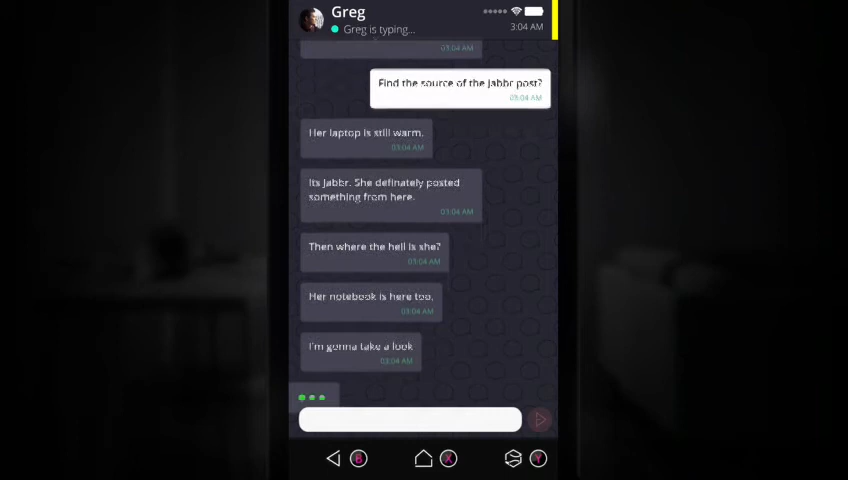 Greg
Greg is typing...
3:04 AM
03:04 AM
Find the source of the Jabbr post?
03:04 AM
Her laptop is still warm.
03:04 AM
Its Jabbr. She definately posted
something from here.
03:04 AM
Then where the hell is she?
03:04 AM
Her notebook is here too.
03:04 AM
I'm gonna take a look
03:04 AM
B
X
Y